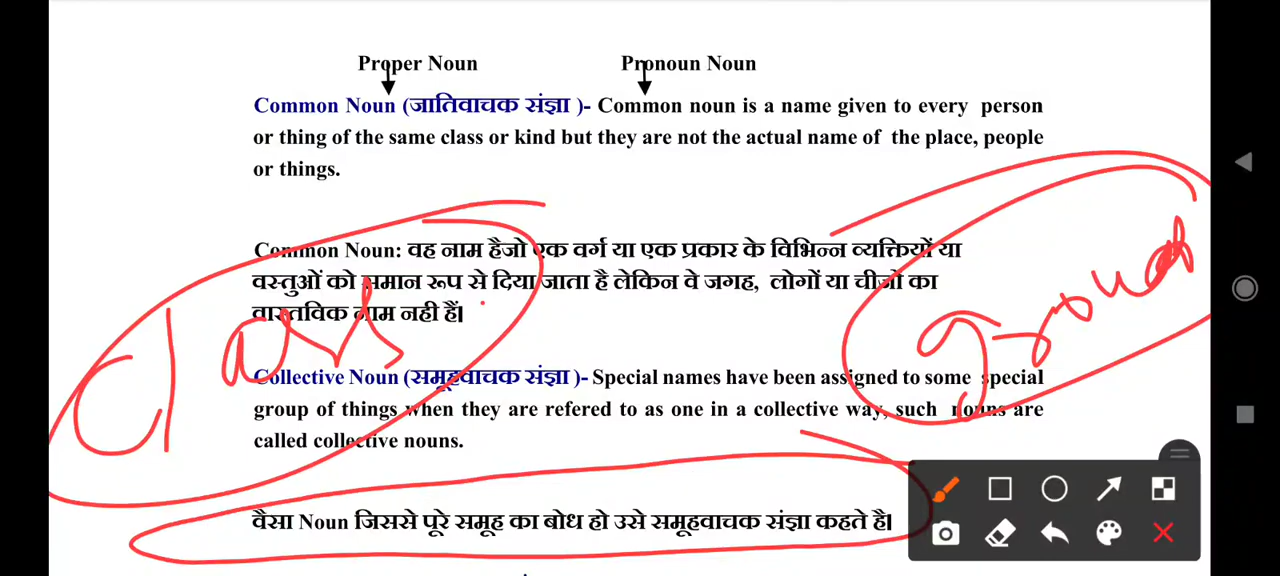 Proper Noun Pronoun Noun
Common Noun (जातिवाचक संज्ञा )- Common noun is a name given to every person
or thing of the same class or kind but they are not the actual name of the place, people
or things.
Common Noun: वह नाम हैजो एक वर्ग या एक प्रकार के विभिन्न व्यक्तियों या
वस्तुओं को समान रूप से दिया जाता है लेकिन वे जगह, लोगों या चीजों का
वास्तविक नाम नही हैं।
class
Collective Noun (समूहवाचक संज्ञा )- Special names have been assigned to some special
group of things when they are refered to as one in a collective way, such nouns are
called collective nouns.
वैसा Noun जिससे पूरे समूह का बोध हो उसे समूहवाचक संज्ञा कहते है।